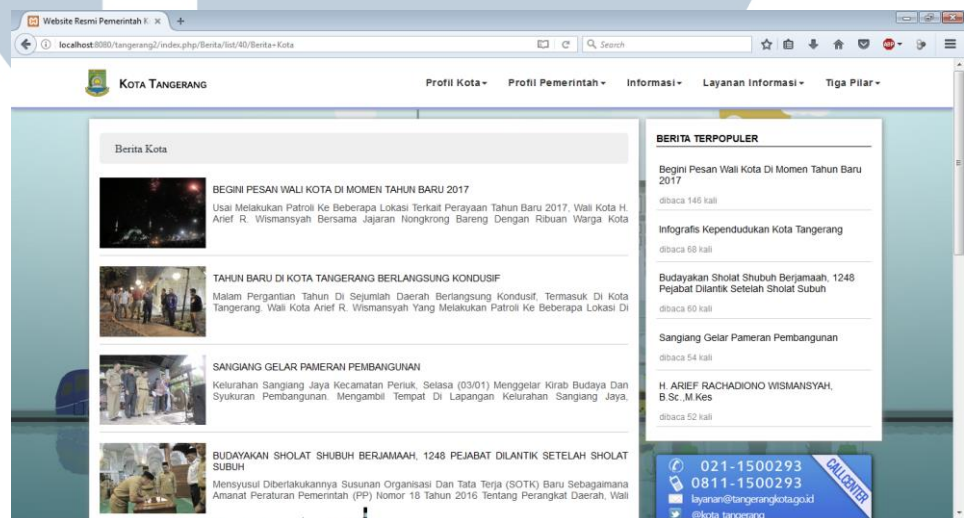 Website Resmi Pemerintah K
localhost:8080/tangerang2/index.php/Berita/list/40/Berita+Kota
Search
ABP
KOTA TANGERANG
Profil Kota
Profil Pemerintah
Informasi
Layanan Informasi
Tiga Pilar
Berita Kota
BEGINI PESAN WALI KOTA DI MOMEN TAHUN BARU 2017
Usai Melakukan Patroli Ke Beberapa Lokasi Terkait Perayaan Tahun Baru 2017, Wali Kota H.
Arief R. Wismansyah Bersama Jajaran Nongkrong Bareng Dengan Ribuan Warga Kota
TAHUN BARU DI KOTA TANGERANG BERLANGSUNG KONDUSIF
Malam Pergantian Tahun Di Sejumlah Daerah Berlangsung Kondusif, Termasuk Di Kota
Tangerang. Wali Kota Arief R. Wismansyah Yang Melakukan Patroli Ke Beberapa Lokasi Di
SANGIANG GELAR PAMERAN PEMBANGUNAN
Kelurahan Sangiang Jaya Kecamatan Periuk, Selasa (03/01) Menggelar Kirab Budaya Dan
Syukuran Pembangunan. Mengambil Tempat Di Lapangan Kelurahan Sangiang Jaya,
BUDAYAKAN SHOLAT SHUBUH BERJAMAAH, 1248 PEJABAT DILANTIK SETELAH SHOLAT
SUBUH
Mensyusul Diberlakukannya Susunan Organisasi Dan Tata Terja (SOTK) Baru Sebagaimana
Amanat Peraturan Pemerintah (PP) Nomor 18 Tahun 2016 Tentang Perangkat Daerah, Wali
BERITA TERPOPULER
Begini Pesan Wali Kota Di Momen Tahun Baru
2017
dibaca 146 kali
Infografis Kependudukan Kota Tangerang
dibaca 68 kali
Budayakan Sholat Shubuh Berjamaah, 1248
Pejabat Dilantik Setelah Sholat Subuh
dibaca 60 kali
Sangiang Gelar Pameran Pembangunan
dibaca 54 kali
H. ARIEF RACHADIONO WISMANSYAH,
B.Sc.,M.Kes
dibaca 52 kali
021-1500293
0811-1500293
layanan@tangerangkota.go.id
@kota_tangerang
CALLCENTER